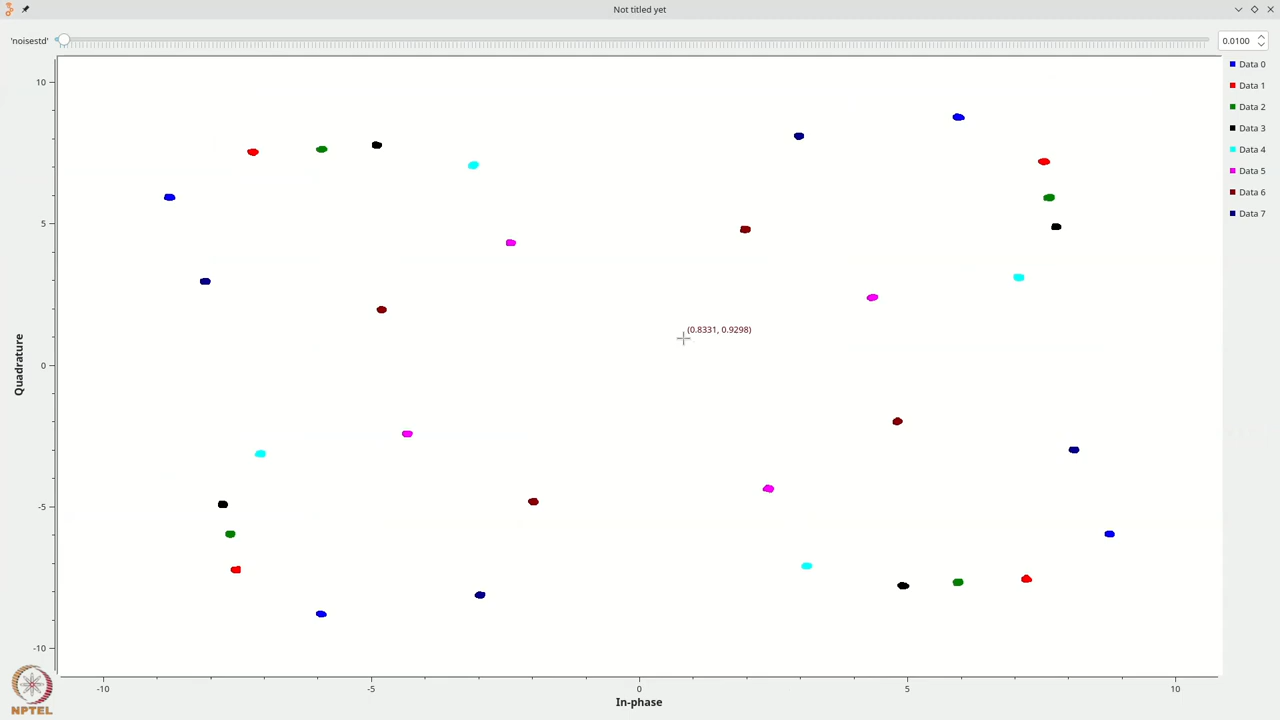 Not titled yet
'noisestd'
0.0100
Data 0
Data 1
Data 2
Data 3
Data 4
Data 5
Data 6
Data 7
10
5
0
-5
-10
Quadrature
(0.8331, 0.9298)
-10
-5
0
5
10
In-phase
NPTEL